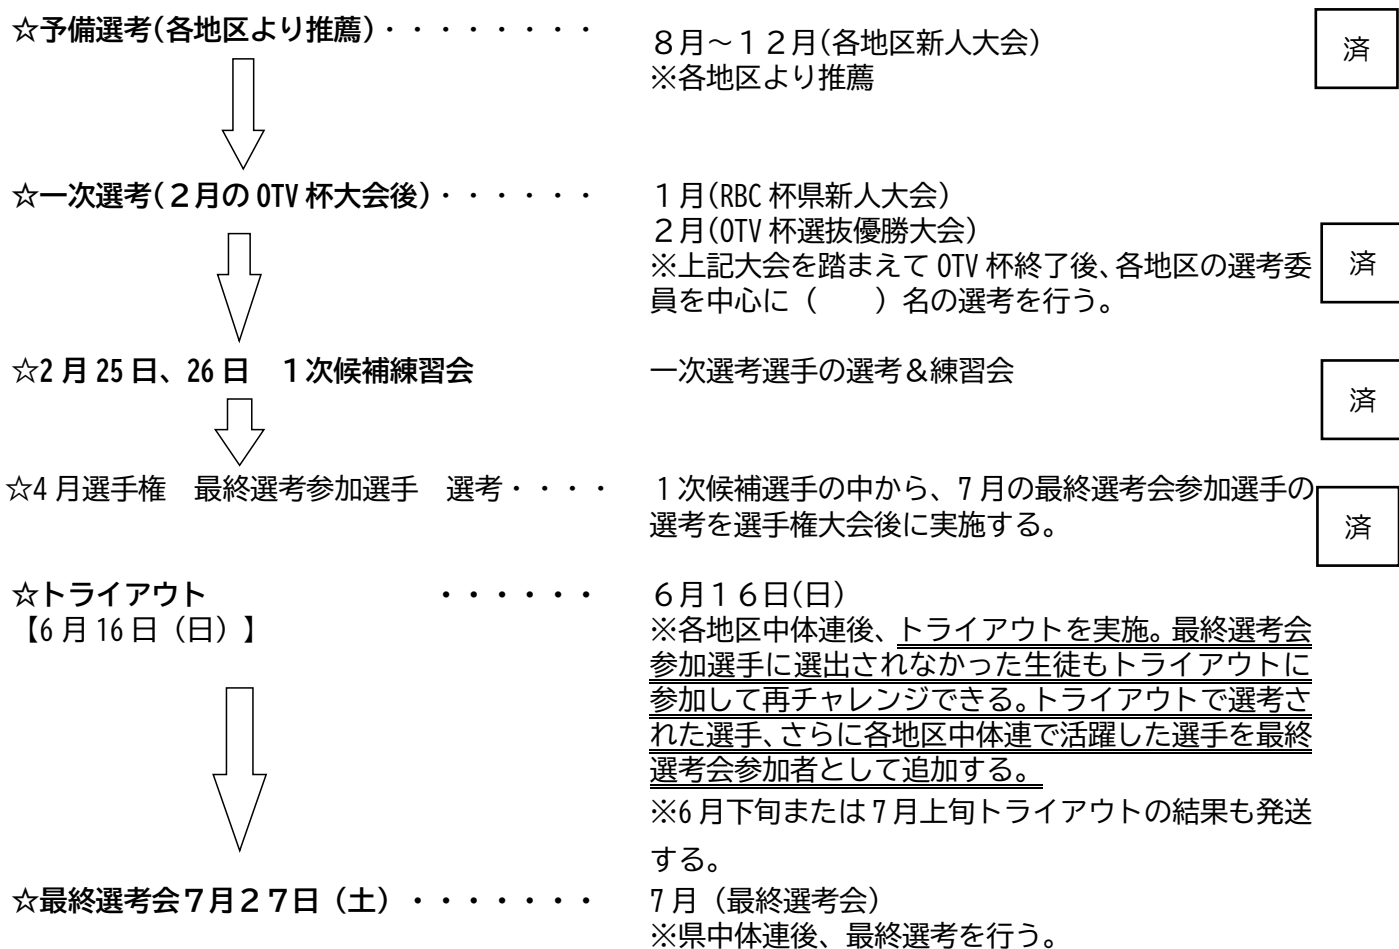 ☆予備選考(各地区より推薦)・・・・・・・・
８月～１２月(各地区新人大会)
※各地区より推薦
済
☆一次選考(２月の OTV 杯大会後)・・・・・・
１月(RBC 杯県新人大会)
２月(OTV 杯選抜優勝大会)
※上記大会を踏まえて OTV 杯終了後、各地区の選考委
員を中心に（　　）名の選考を行う。
済
☆2 月 25 日、26 日　１次候補練習会
一次選考選手の選考＆練習会
済
☆4 月選手権　最終選考参加選手　選考・・・・
１次候補選手の中から、7 月の最終選考会参加選手の
選考を選手権大会後に実施する。
済
☆トライアウト　　　　　　　・・・・・・
【6 月 16 日（日）】
６月１６日(日)
※各地区中体連後、トライアウトを実施。最終選考会
参加選手に選出されなかった生徒もトライアウトに
参加して再チャレンジできる。トライアウトで選考さ
れた選手、さらに各地区中体連で活躍した選手を最終
選考会参加者として追加する。
※6 月下旬または 7 月上旬トライアウトの結果も発送
する。
☆最終選考会７月２７日（土）・・・・・・・
7 月（最終選考会）
※県中体連後、最終選考を行う。